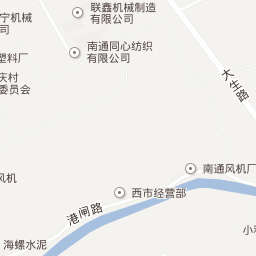 联鑫机械制造
有限公司
宁机械
司
南通同心纺织
有限公司
塑料厂
庆村
委员会
大生路
南通风机厂
风机
西市经营部
港闸路
海螺水泥
小